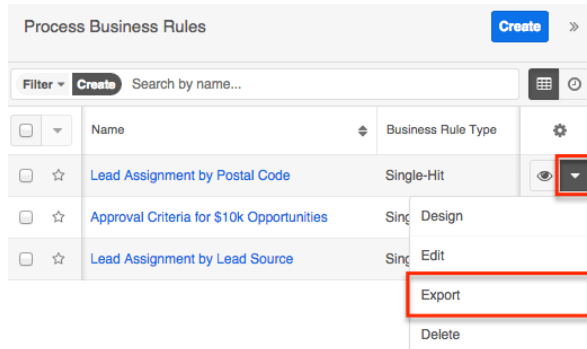 Process Business Rules
Create »
Filter Create Search by name...
Name Business Rule Type
Lead Assignment by Postal Code Single-Hit
Approval Criteria for $10k Opportunities Sing
Design
Lead Assignment by Lead Source Sing
Edit
Export
Delete